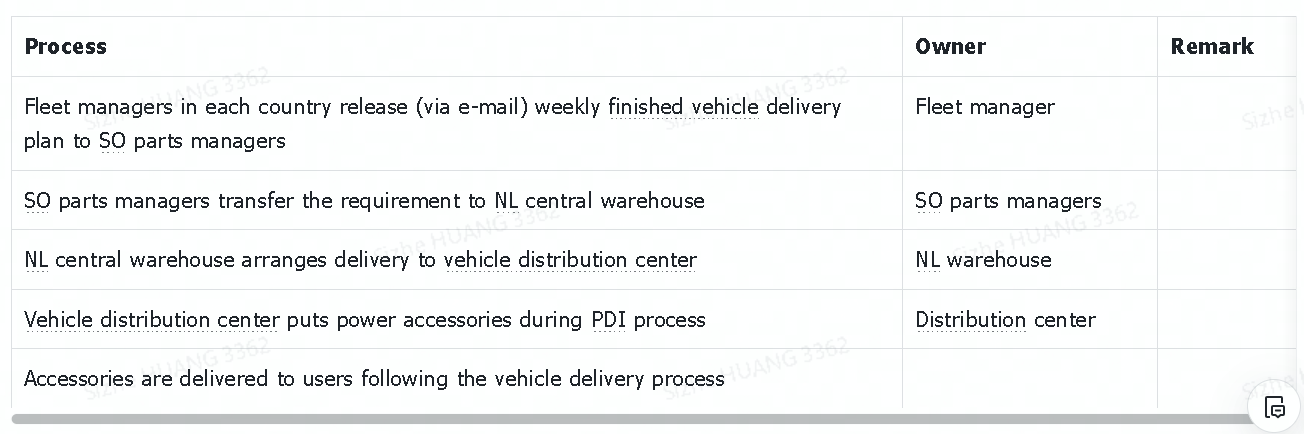 Process Owner Remark
Fleet managers in each country release (via e-mail) weekly finished vehicle delivery Fleet manager
plan to SO parts managers
SO parts managers transfer the requirement to NL central warehouse SO parts managers
NL central warehouse arranges delivery to vehicle distribution center NL warehouse
Vehicle distribution center puts power accessories during PDI process Distribution center
Accessories are delivered to users following the vehicle delivery process
Sizhe HUANG 3362